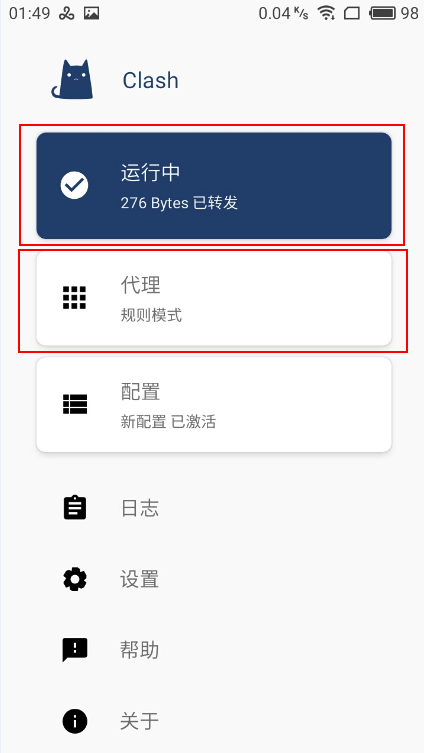 01:49 0.04 K/s 98
Clash
运行中
276 Bytes 已转发
代理
规则模式
配置
新配置 已激活
日志
设置
帮助
关于